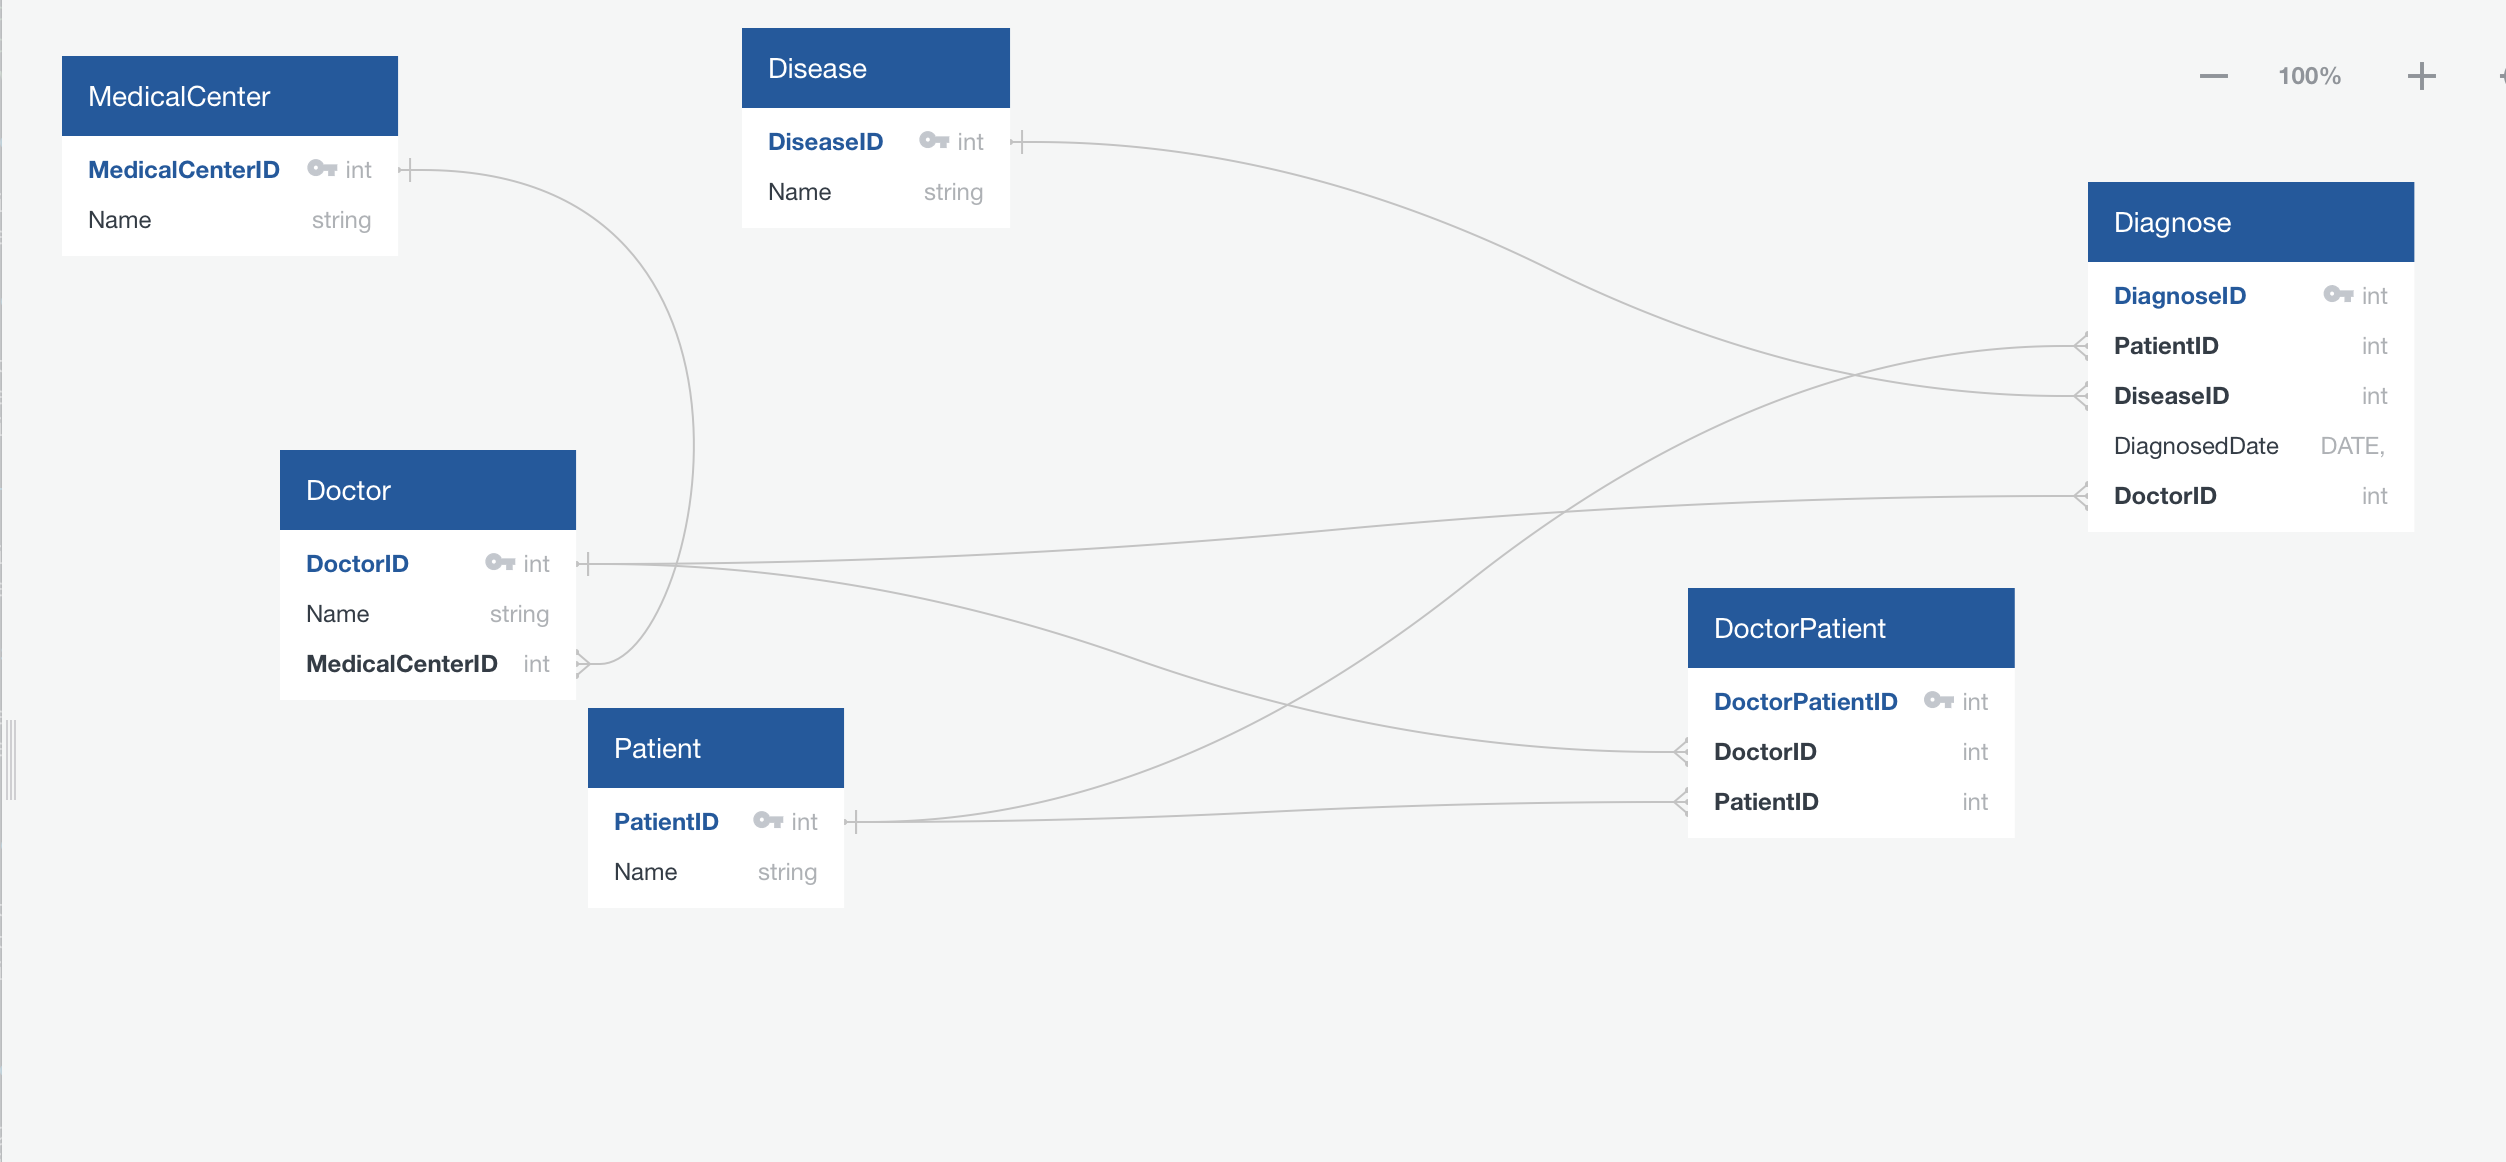 MedicalCenter
MedicalCenterID int
Name string
Disease
DiseaseID int
Name string
100%
Diagnose
DiagnoseID int
PatientID int
DiseaseID int
DiagnosedDate DATE,
DoctorID int
Doctor
DoctorID int
Name string
MedicalCenterID int
Patient
PatientID int
Name string
DoctorPatient
DoctorPatientID int
DoctorID int
PatientID int